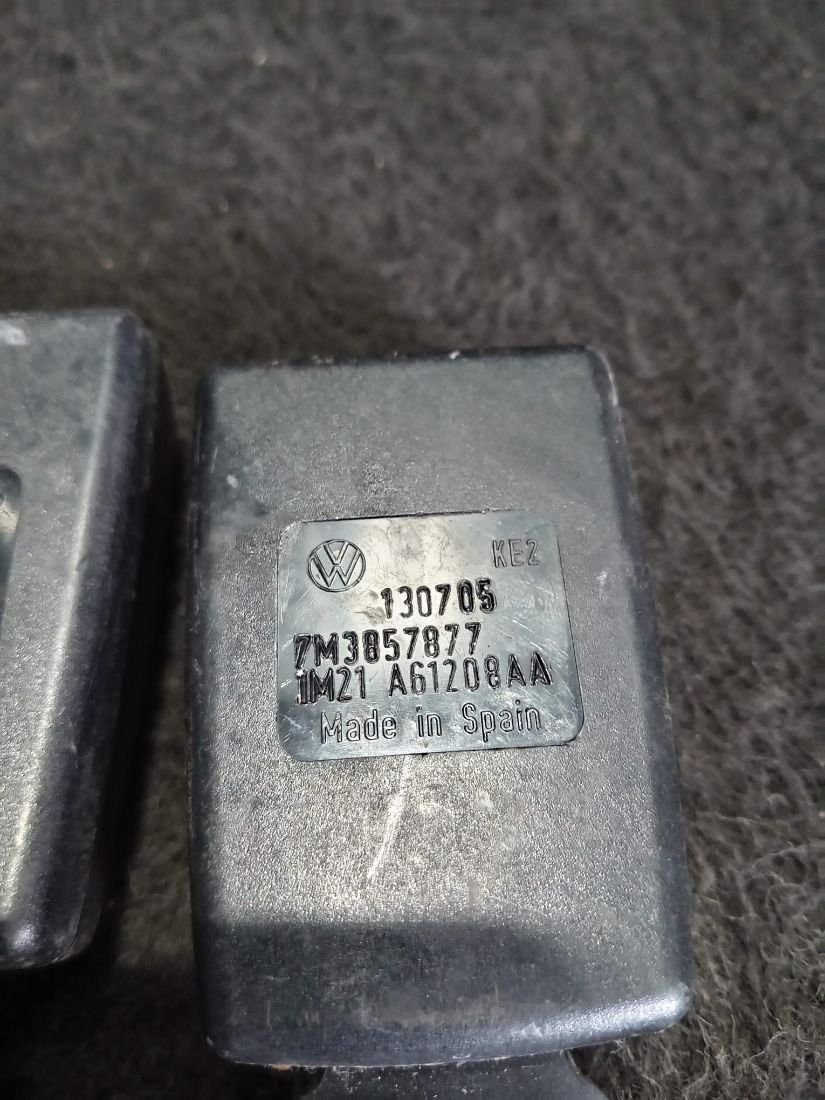 KE2
130705
7M3857877
1M21 A61208AA
Made in Spain